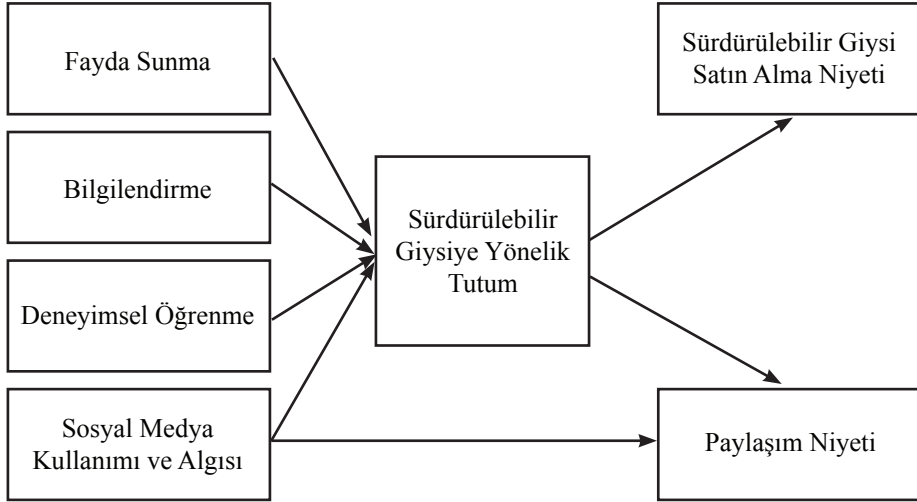 Fayda Sunma
Bilgilendirme
Deneyimsel Öğrenme
Sosyal Medya
Kullanımı ve Algısı
Sürdürülebilir
Giysiye Yönelik
Tutum
Sürdürülebilir Giysi
Satın Alma Niyeti
Paylaşım Niyeti